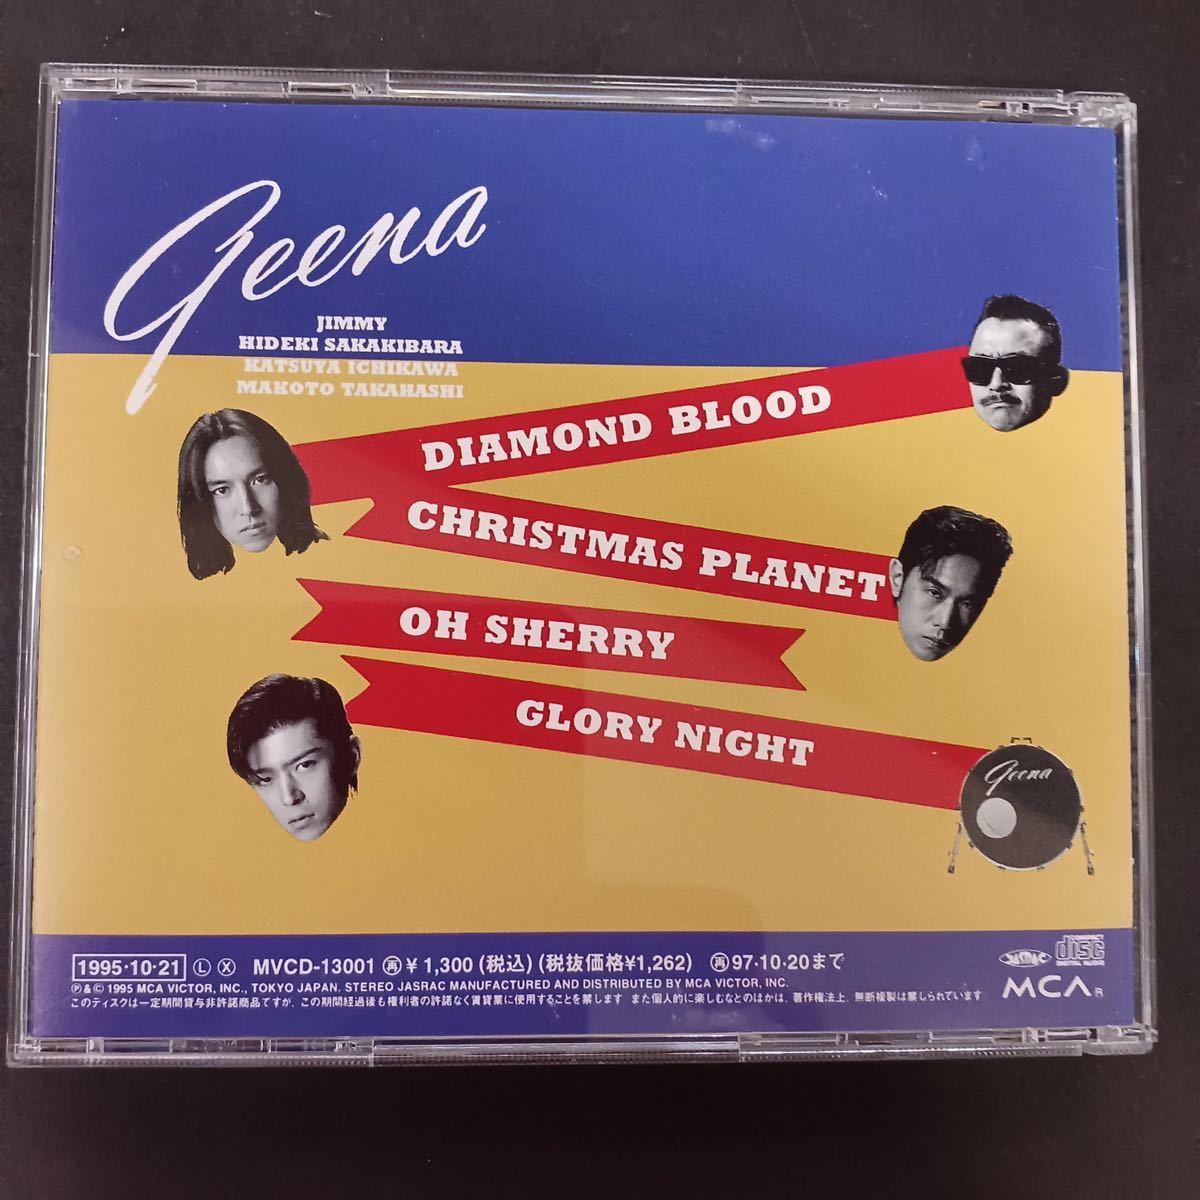 geena
JIMMY
HIDEKI SAKAKIBARA
KATSUYA ICHIKAWA
MAKOTO TAKAHASHI
DIAMOND BLOOD
CHRISTMAS PLANET
OH SHERRY
GLORY NIGHT
geena
1995·10·21 Ⓛ Ⓧ MVCD-13001 ㊢¥1,300(税込)(税抜価格¥1,262) ㊢97·10·20まで
Ⓟ&© 1995 MCA VICTOR, INC., TOKYO JAPAN. STEREO JASRAC MANUFACTURED AND DISTRIBUTED BY MCA VICTOR, INC.
このディスクは一定期間貸与非許諾商品ですが、この期間経過後も権利者の許諾なく賃貸業に使用することを禁じます また個人的に楽しむなどのほかは、著作権法上、無断複製は禁じられています
JASRAC
COMPACT disc DIGITAL AUDIO
MCA R